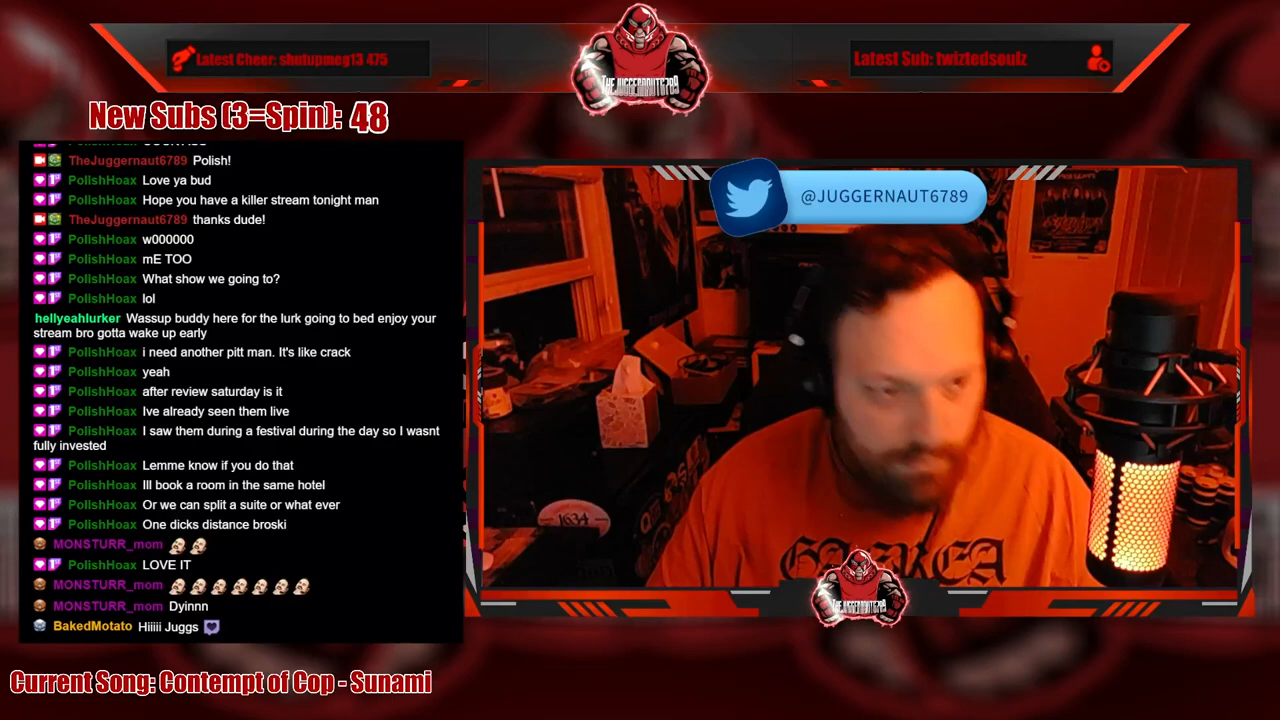 Latest Cheer: shufupmeg13 475
THEJUGGERNAUT6789
Latest Sub: twiztedsoulz
New Subs (3=Spin): 48
TheJuggernaut6789 Polish!
PolishHoax Love ya bud
PolishHoax Hope you have a killer stream tonight man
TheJuggernaut6789 thanks dude!
PolishHoax w000000
PolishHoax mE TOO
PolishHoax What show we going to?
PolishHoax lol
hellyeahlurker Wassup buddy here for the lurk going to bed enjoy your
stream bro gotta wake up early
PolishHoax i need another pitt man. It's like crack
PolishHoax yeah
PolishHoax after review saturday is it
PolishHoax Ive already seen them live
PolishHoax I saw them during a festival during the day so I wasnt
fully invested
PolishHoax Lemme know if you do that
PolishHoax Ill book a room in the same hotel
PolishHoax Or we can split a suite or what ever
PolishHoax One dicks distance broski
MONSTURR_mom
PolishHoax LOVE IT
MONSTURR_mom
MONSTURR_mom Dyinnn
BakedMotato Hiiiii Juggs
@JUGGERNAUT6789
1634
THEJUGGERNAUT6789
Current Song: Contempt of Cop - Sunami